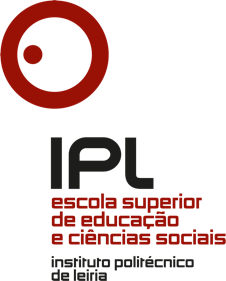 IPL
escola superior
de educação
e ciências sociais
instituto politécnico
de leiria